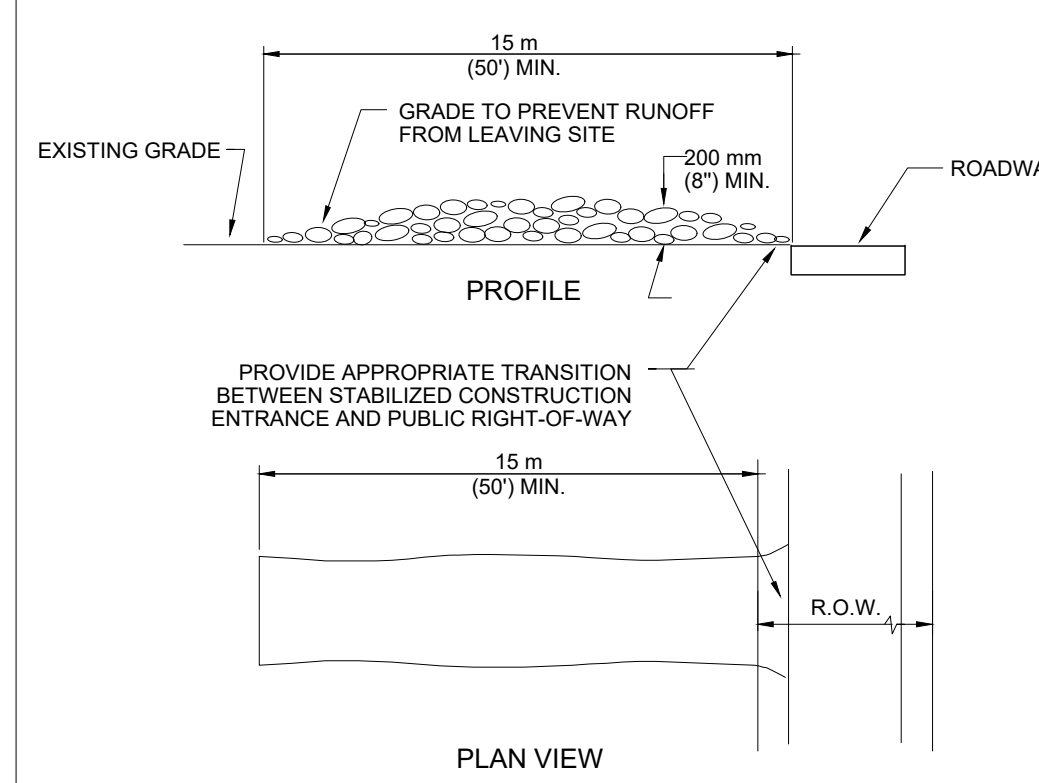 15 m
(50') MIN.
GRADE TO PREVENT RUNOFF
FROM LEAVING SITE
EXISTING GRADE
200 mm
(8") MIN.
ROADWA
PROFILE
PROVIDE APPROPRIATE TRANSITION
BETWEEN STABILIZED CONSTRUCTION
ENTRANCE AND PUBLIC RIGHT-OF-WAY
15 m
(50') MIN.
R.O.W.
PLAN VIEW